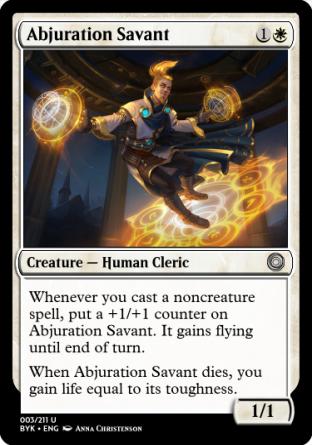 Abjuration Savant 1
Creature — Human Cleric
Whenever you cast a noncreature
spell, put a +1/+1 counter on
Abjuration Savant. It gains flying
until end of turn.
When Abjuration Savant dies, you
gain life equal to its toughness.
1/1
003/211 U
BYK • ENG Anna Christenson